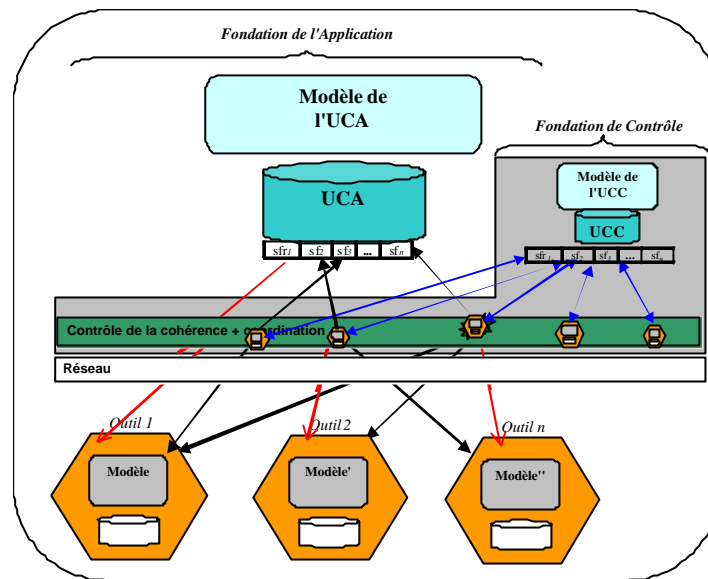 Fondation de l'Application
Modèle de
l'UCA
Fondation de Contrôle
Modèle de
l'UCC
UCA
UCC
sfr1 sf2 sf3 ... sfn
sfr1 sf2 sf3 ... sfn
Contrôle de la cohérence + coordination
Réseau
Outil 1
Outil 2
Outil n
Modèle
Modèle'
Modèle''